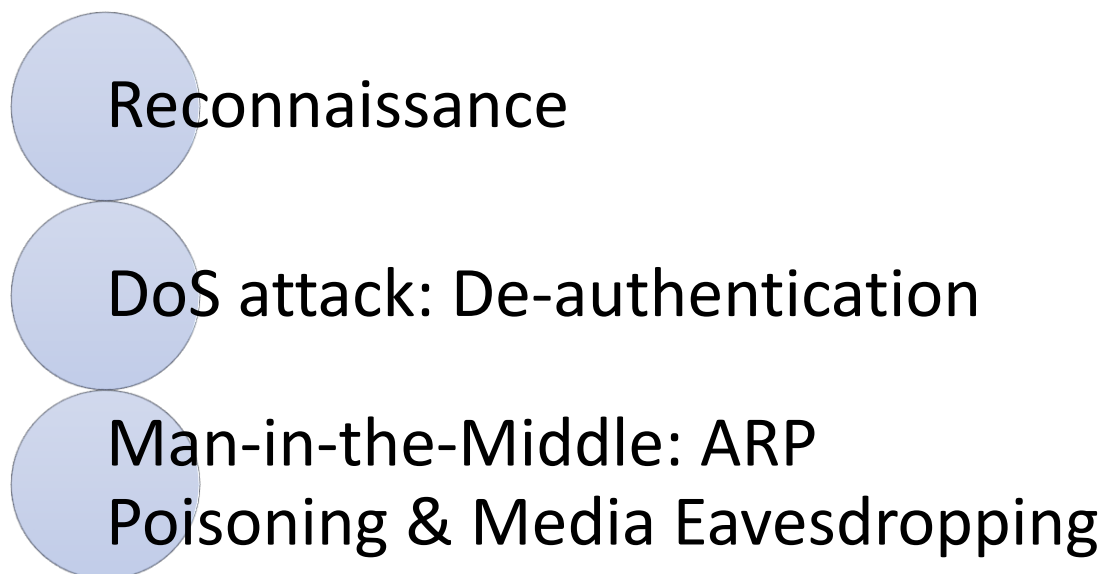 Reconnaissance
DoS attack: De-authentication
Man-in-the-Middle: ARP
Poisoning & Media Eavesdropping